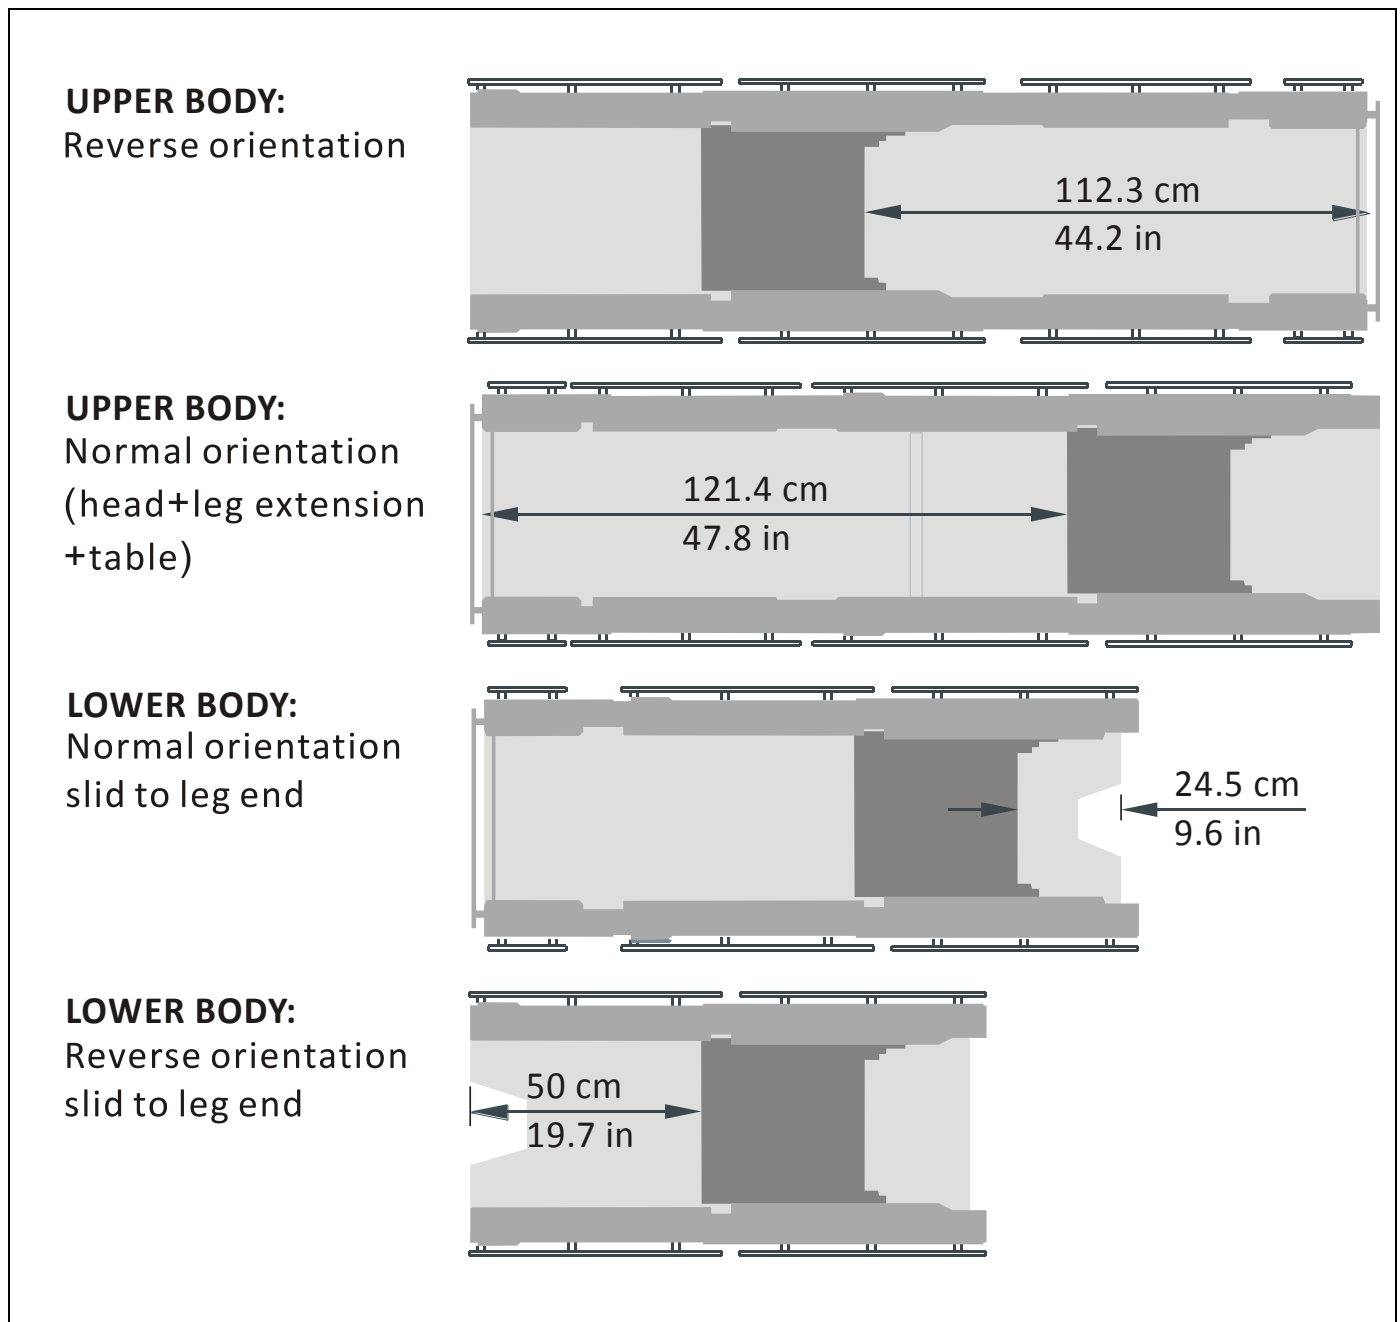 UPPER BODY:
Reverse orientation
112.3 cm
44.2 in
UPPER BODY:
Normal orientation
(head+leg extension
+table)
121.4 cm
47.8 in
LOWER BODY:
Normal orientation
slid to leg end
24.5 cm
9.6 in
LOWER BODY:
Reverse orientation
slid to leg end
50 cm
19.7 in